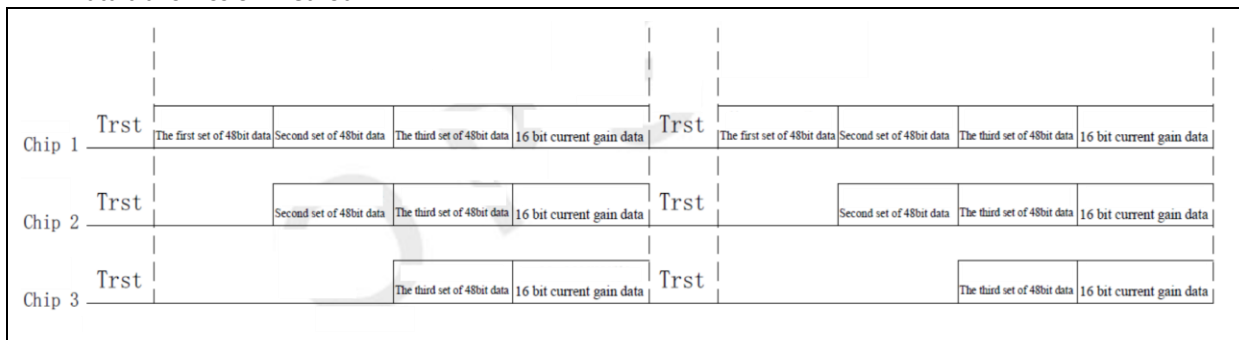 Trst The first set of 48bit data Second set of 48bit data The third set of 48bit data 16 bit current gain data Trst The first set of 48bit data Second set of 48bit data The third set of 48bit data 16 bit current gain data
Chip 1
Trst Second set of 48bit data The third set of 48bit data 16 bit current gain data Trst Second set of 48bit data The third set of 48bit data 16 bit current gain data
Chip 2
Trst The third set of 48bit data 16 bit current gain data Trst The third set of 48bit data 16 bit current gain data
Chip 3